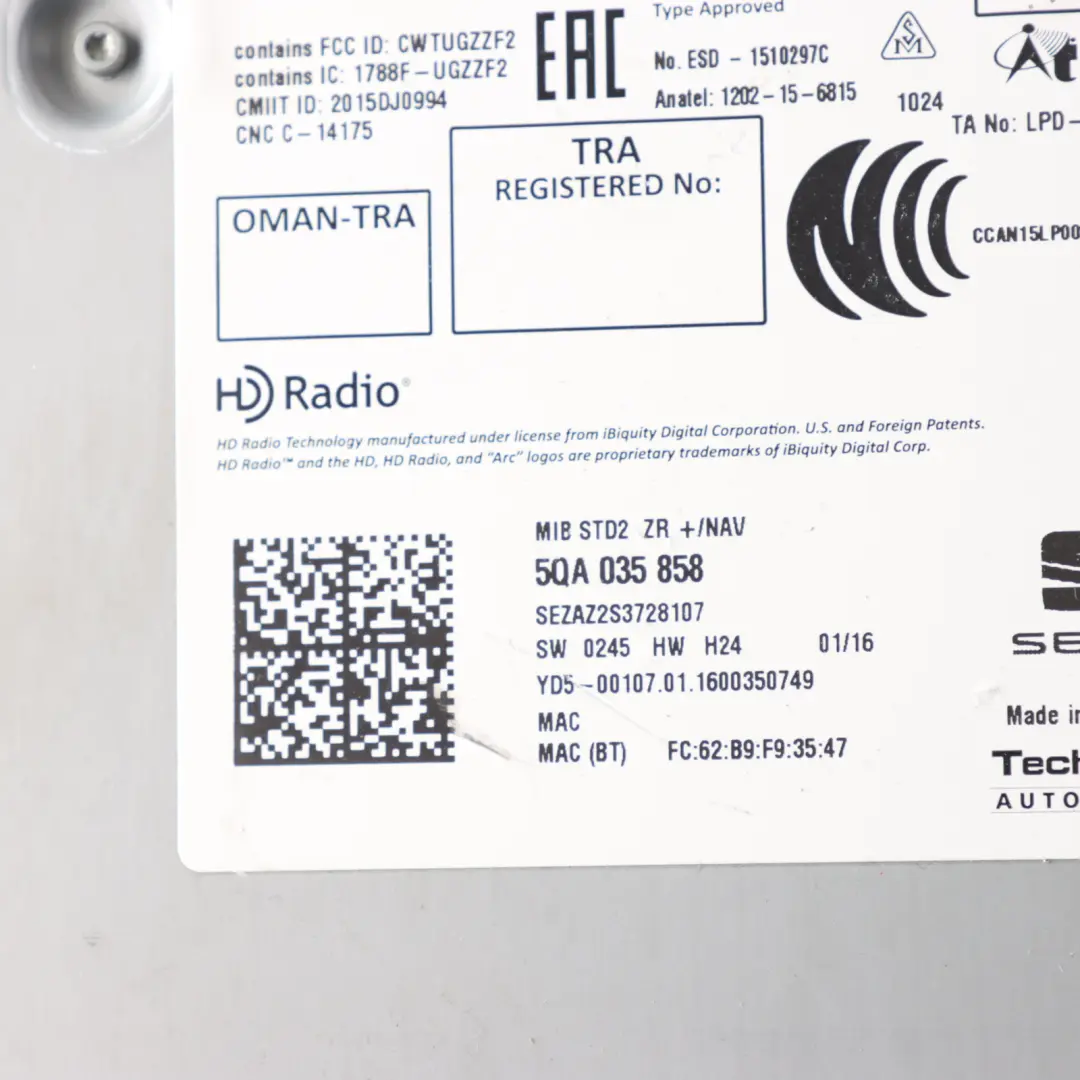 contains FCC ID: CWTUGZZF2
contains IC: 1788F-UGZZF2
CMIIT ID: 2015DJ0994
CNC C-14175
EAC
Type Approved
No. ESD - 1510297C
Anatel: 1202-15-6815
1024
TA No: LPD-
CCAN15LP00
OMAN-TRA
TRA
REGISTERED No:
HD Radio®
HD Radio Technology manufactured under license from iBiquity Digital Corporation. U.S. and Foreign Patents.
HD Radio™ and the HD, HD Radio, and "Arc" logos are proprietary trademarks of iBiquity Digital Corp.
MIB STD2 ZR +/NAV
5QA 035 858
SEZAZ2S3728107
SW 0245 HW H24 01/16
YD5-00107.01.1600350749
MAC
MAC (BT) FC:62:B9:F9:35:47
SE
Made in
Tech
AUTO